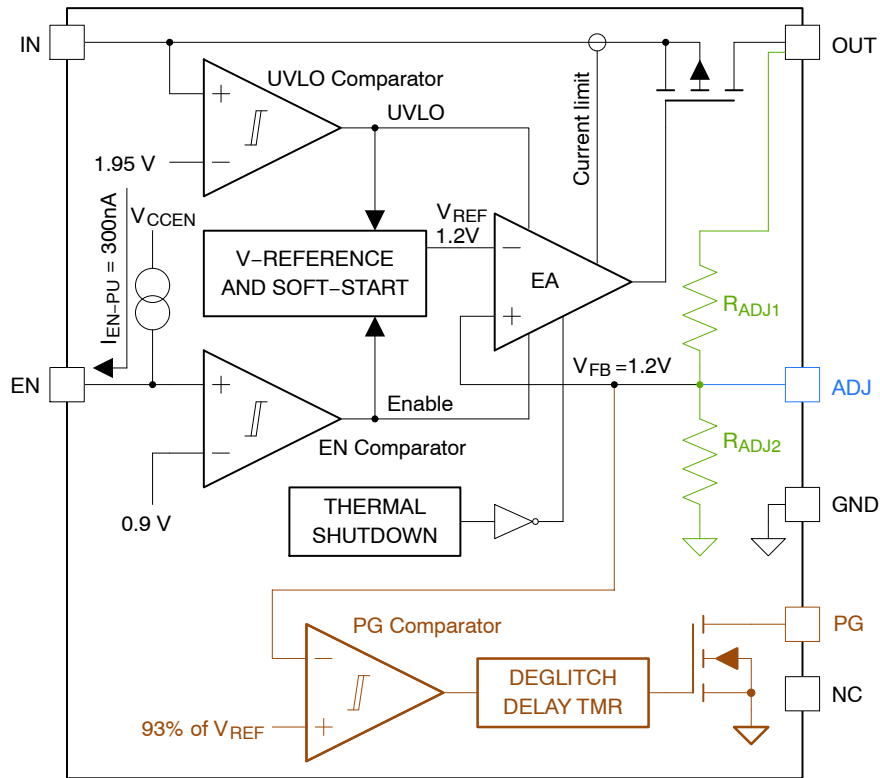 IN
OUT
UVLO Comparator
UVLO
Current limit
+
−
1.95 V
I_EN−PU = 300nA
V_CCEN
V_REF
1.2V
V−REFERENCE
AND SOFT−START
−
EA
+
R_ADJ1
V_FB =1.2V
EN
ADJ
+
−
Enable
EN Comparator
R_ADJ2
0.9 V
THERMAL
SHUTDOWN
GND
PG Comparator
PG
−
+
DEGLITCH
DELAY TMR
NC
93% of V_REF